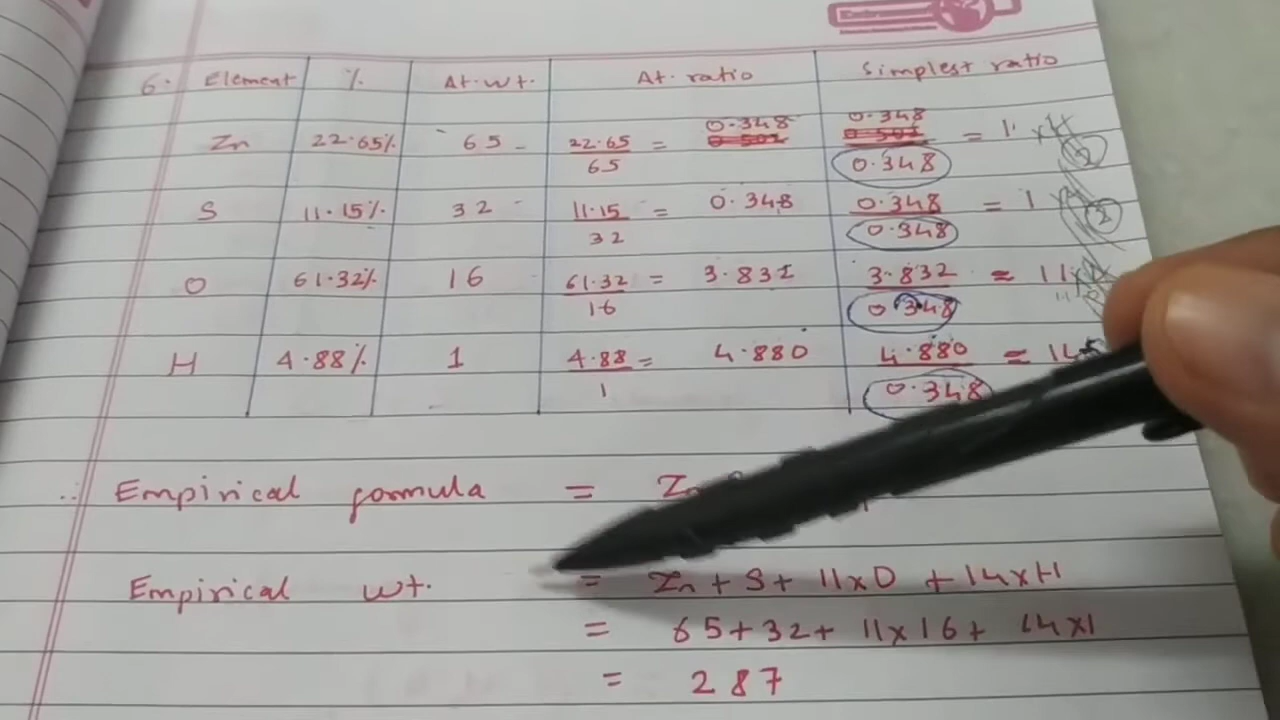 6. Element % At.wt. At. ratio Simplest ratio
Zn 22.65% 65 22.65/65 = 0.348 0.348/0.348 = 1
S 11.15% 32 11.15/32 = 0.348 0.348/0.348 = 1
O 61.32% 16 61.32/16 = 3.832 3.832/0.348 = 11
H 4.88% 1 4.88/1 = 4.880 4.880/0.348 = 14
∴ Empirical formula = Zn
Empirical wt. = Zn + S + 11×O + 14×H
= 65+32+ 11×16+ 14×1
= 287